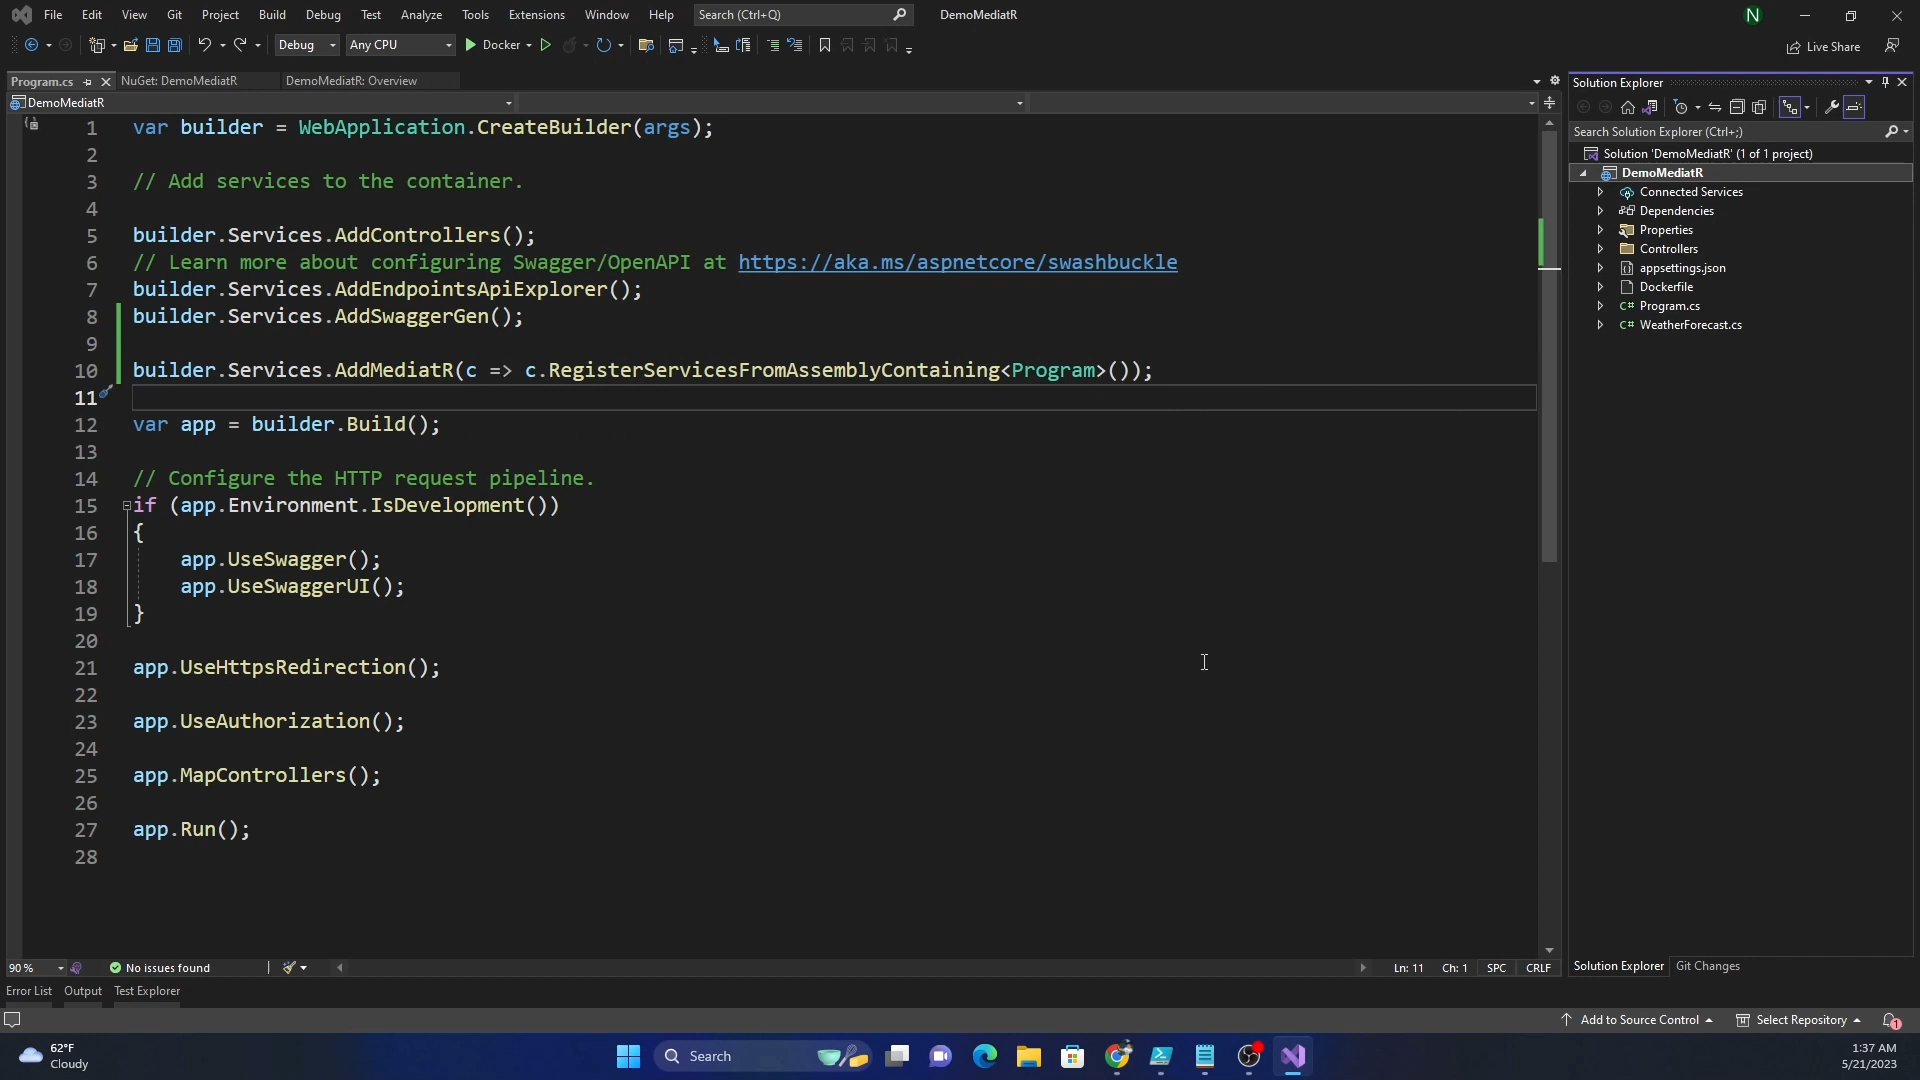 File Edit View Git Project Build Debug Test Analyze Tools Extensions Window Help Search (Ctrl+Q) DemoMediatR N
Debug Any CPU Docker Live Share
Program.cs NuGet: DemoMediatR DemoMediatR: Overview
DemoMediatR
1 var builder = WebApplication.CreateBuilder(args);
2
3 // Add services to the container.
4
5 builder.Services.AddControllers();
6 // Learn more about configuring Swagger/OpenAPI at https://aka.ms/aspnetcore/swashbuckle
7 builder.Services.AddEndpointsApiExplorer();
8 builder.Services.AddSwaggerGen();
9
10 builder.Services.AddMediatR(c => c.RegisterServicesFromAssemblyContaining<Program>());
11
12 var app = builder.Build();
13
14 // Configure the HTTP request pipeline.
15 if (app.Environment.IsDevelopment())
16 {
17 app.UseSwagger();
18 app.UseSwaggerUI();
19 }
20
21 app.UseHttpsRedirection();
22
23 app.UseAuthorization();
24
25 app.MapControllers();
26
27 app.Run();
28
90 % No issues found Ln: 11 Ch: 1 SPC CRLF
Error List Output Test Explorer
Solution Explorer
Search Solution Explorer (Ctrl+;)
Solution 'DemoMediatR' (1 of 1 project)
DemoMediatR
Connected Services
Dependencies
Properties
Controllers
appsettings.json
Dockerfile
C# Program.cs
C# WeatherForecast.cs
Solution Explorer Git Changes
Add to Source Control Select Repository 1
62°F
Cloudy
Search
1:37 AM
5/21/2023